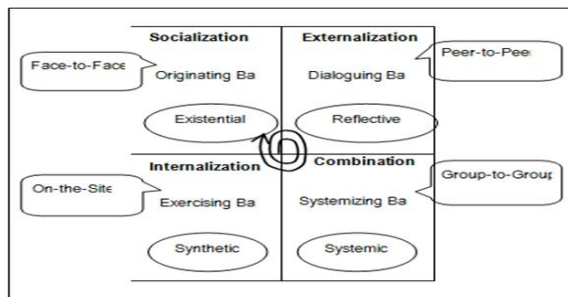 Socialization
Externalization
Face-to-Face
Originating Ba
Dialoguing Ba
Peer-to-Pee
Existential
Reflective
Internalization
Combination
On-the-Site
Exercising Ba
Systemizing Ba
Group-to-Group
Synthetic
Systemic